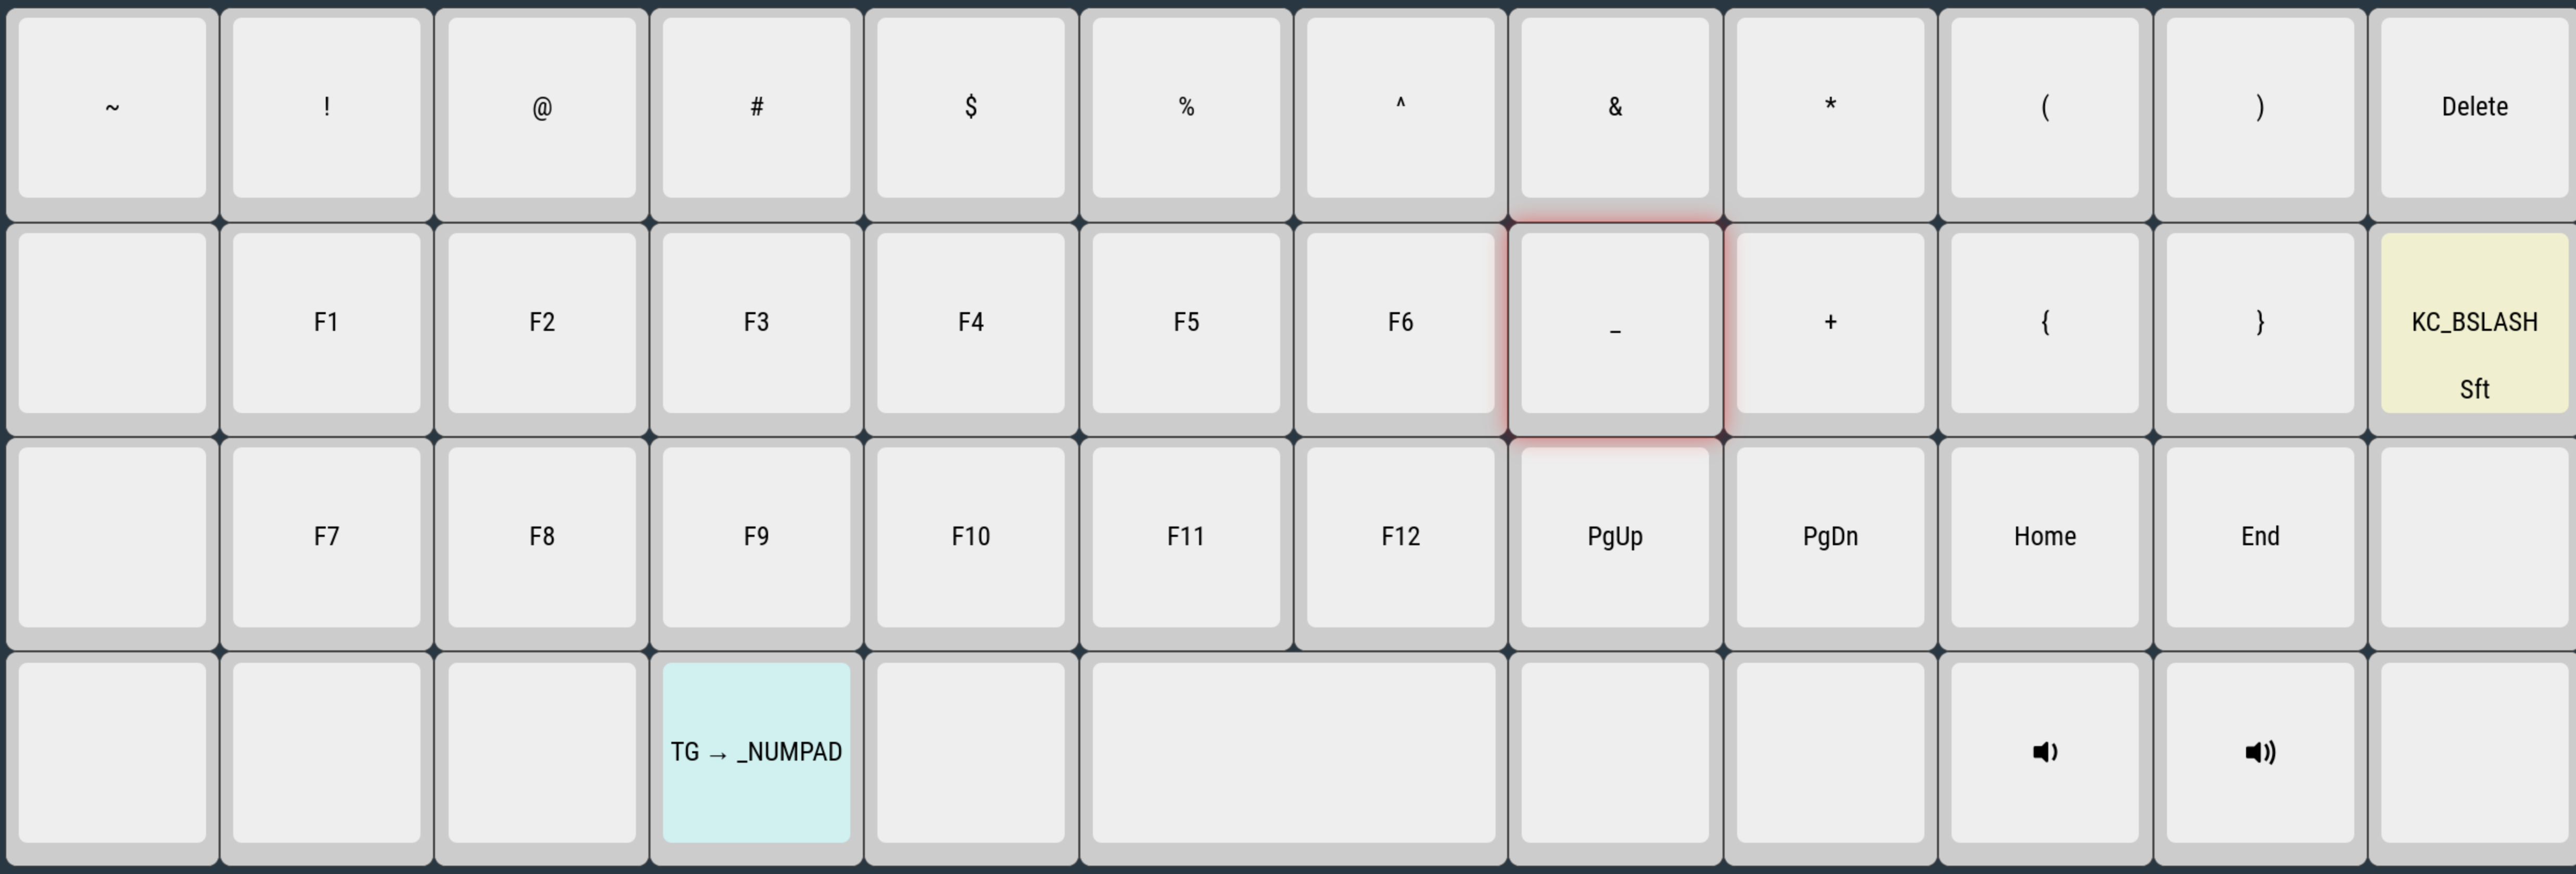 ~ ! @ # $ % ^ & * ( ) Delete
F1 F2 F3 F4 F5 F6 _ + { } KC_BSLASH
Sft
F7 F8 F9 F10 F11 F12 PgUp PgDn Home End
TG → _NUMPAD